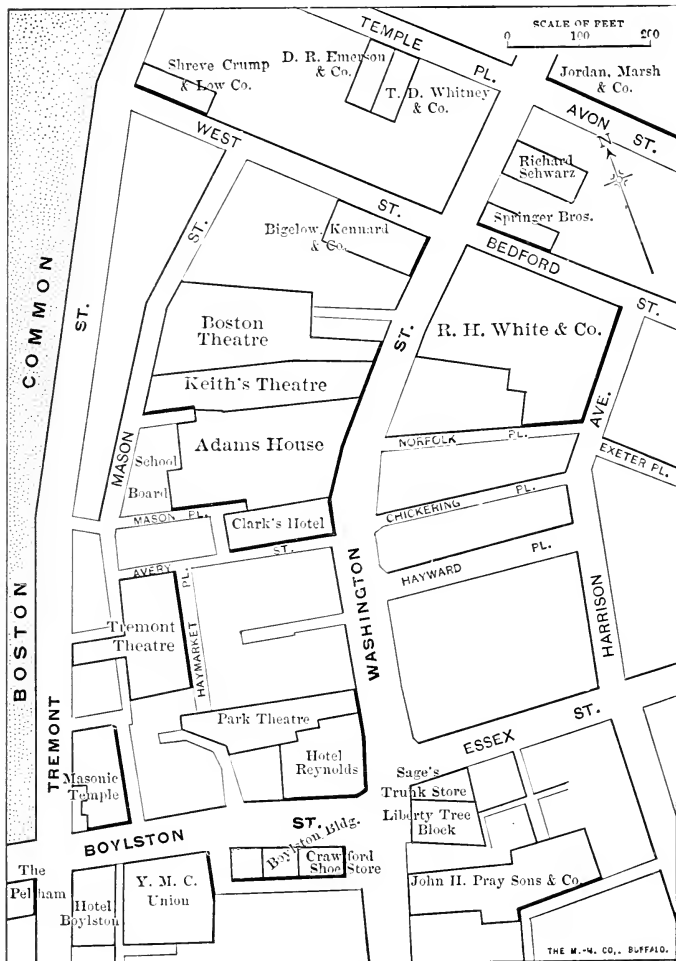 SCALE OF FEET
0 100 200
TEMPLE
PL.
D. R. Emerson
& Co.
Shreve Crump
& Low Co.
T. D. Whitney
& Co.
Jordan, Marsh
& Co.
AVON
ST.
N
WEST
ST.
Richard
Schwarz
Springer Bros.
Bigelow, Kennard
& Co.
BEDFORD
ST.
COMMON
ST.
ST.
Boston
Theatre
ST.
R. H. White & Co.
Keith's Theatre
AVE.
Adams House
NORFOLK PL.
EXETER PL.
MASON
School
Board
MASON PL.
Clark's Hotel
CHICKERING PL.
AVERY
ST.
PL.
HAYWARD PL.
BOSTON
Tremont
Theatre
HAYMARKET
WASHINGTON
HARRISON
TREMONT
Park Theatre
ESSEX
ST.
Hotel
Reynolds
Masonic
Temple
Sage's
Trunk Store
Liberty Tree
Block
BOYLSTON
ST.
Boylston Bldg.
Crawford
Shoe Store
The
Pelham
Hotel
Boylston
Y. M. C.
Union
John H. Pray Sons & Co.
THE M.-N. CO., BUFFALO.